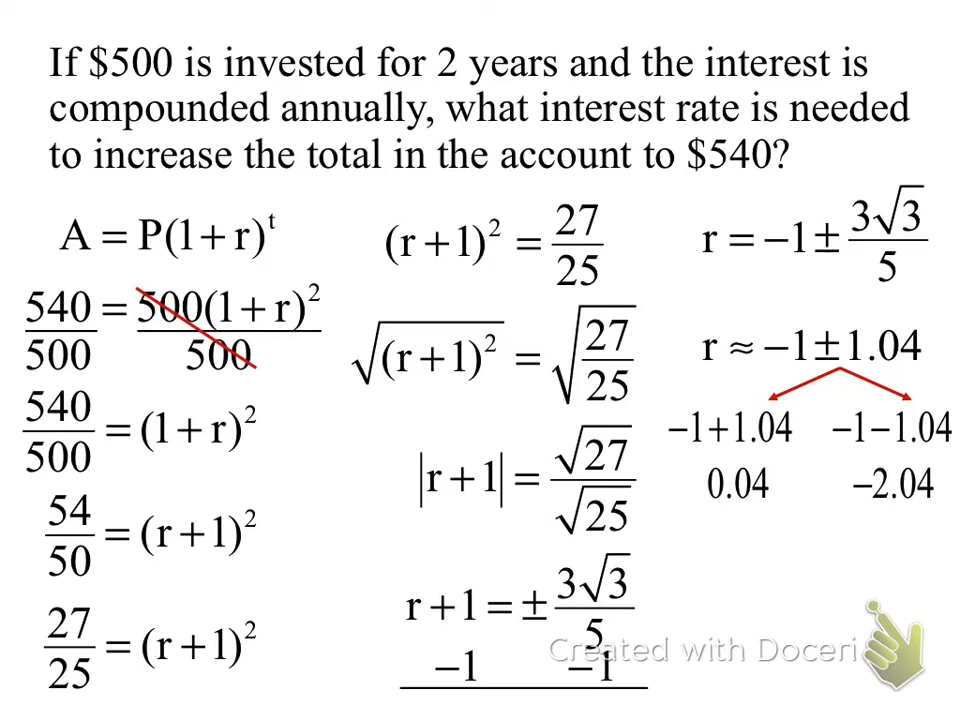 If $500 is invested for 2 years and the interest is
compounded annually, what interest rate is needed
to increase the total in the account to $540?
A = P(1 + r)^t
540/500 = 500(1 + r)^2/500
540/500 = (1 + r)^2
54/50 = (r + 1)^2
27/25 = (r + 1)^2
(r + 1)^2 = 27/25
√(r + 1)^2 = √27/25
|r + 1| = √27/√25
r + 1 = ± 3√3/5
−1 −1
r = −1 ± 3√3/5
r ≈ −1 ± 1.04
−1 + 1.04 −1 − 1.04
0.04 −2.04
Created with Doceri